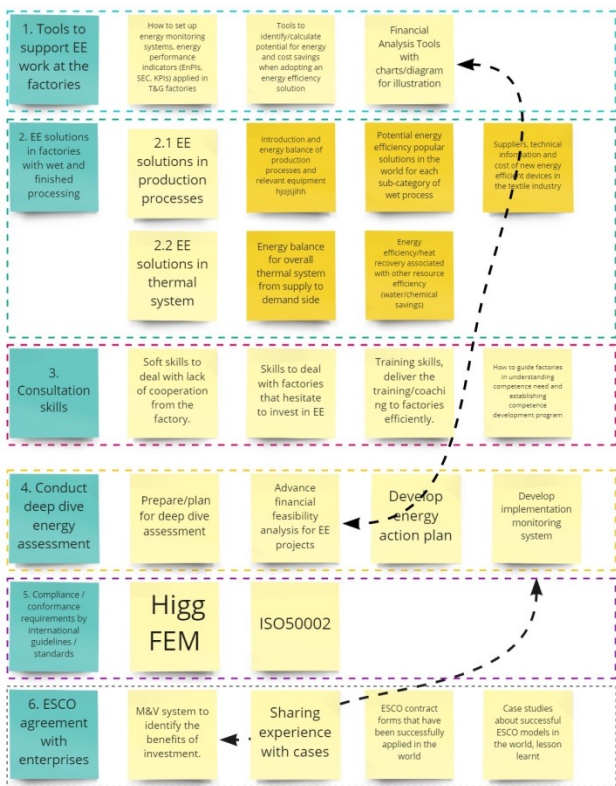 1. Tools to
support EE
work at the
factories
How to set up
energy monitoring
systems, energy
performance
indicators (EnPIs,
SEC, KPIs) applied in
T&G factories
Tools to
identify/calculate
potential for energy
and cost savings
when adopting an
energy efficiency
solution
Financial
Analysis Tools
with
charts/diagram
for illustration
2. EE solutions
in factories
with wet and
finished
processing
2.1 EE
solutions in
production
processes
Introduction and
energy balance of
production
processes and
relevant equipment
hjojsjihh
Potential energy
efficiency popular
solutions in the
world for each
sub-category of
wet process
Suppliers, technical
information and
cost of new energy
efficient devices in
the textile industry
2.2 EE
solutions in
thermal
system
Energy balance
for overall
thermal system
from supply to
demand side
Energy
efficiency/heat
recovery associated
with other resource
efficiency
(water/chemical
savings)
3.
Consultation
skills
Soft skills to
deal with lack
of cooperation
from the
factory.
Skills to
deal with
factories that
hesitate to
invest in EE
Training skills,
deliver the
training/coachi
ng to factories
efficiently.
How to guide factories
in understanding
competence need and
establishing
competence
development program
4. Conduct
deep dive
energy
assessment
Prepare/plan
for deep dive
assessment
Advance
financial
feasibility
analysis for EE
projects
Develop
energy
action plan
Develop
implementation
monitoring
system
5. Compliance /
conformance
requirements by
international
guidelines /
standards
Higg
FEM
ISO50002
6. ESCO
agreement
with
enterprises
M&V system to
identify the
benefits of
investment.
Sharing
experience
with cases
ESCO contract
forms that have
been successfully
applied in the
world
Case studies
about successful
ESCO models in
the world, lesson
learnt